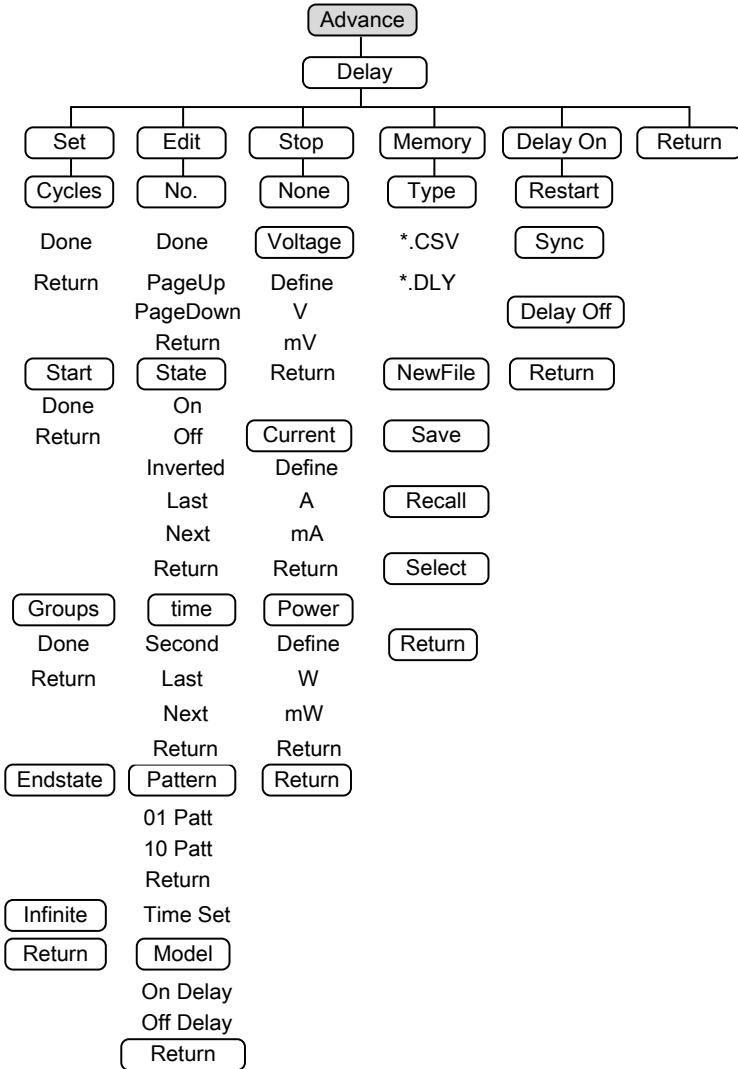 Advance
Delay
Set Edit Stop Memory Delay On Return
Cycles No. None Type Restart
Done Done Voltage *.CSV Sync
Return PageUp Define *.DLY
PageDown V Delay Off
Return mV
Start State Return NewFile Return
Done On
Return Off Current Save
Inverted Define
Last A Recall
Next mA
Return Return Select
Groups time Power
Done Second Define Return
Return Last W
Next mW
Return Return
Endstate Pattern Return
01 Patt
10 Patt
Return
Infinite Time Set
Return Model
On Delay
Off Delay
Return